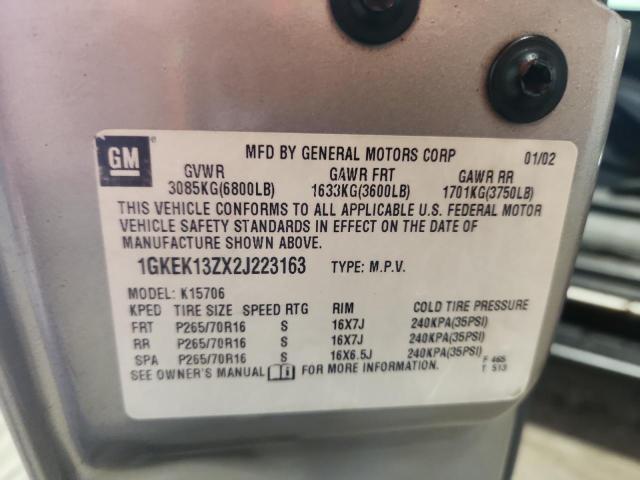 GM
MFD BY GENERAL MOTORS CORP 01/02
GVWR GAWR FRT GAWR RR
3085KG(6800LB) 1633KG(3600LB) 1701KG(3750LB)
THIS VEHICLE CONFORMS TO ALL APPLICABLE U.S. FEDERAL MOTOR
VEHICLE SAFETY STANDARDS IN EFFECT ON THE DATE OF
MANUFACTURE SHOWN ABOVE.
1GKEK13ZX2J223163 TYPE: M.P.V.
MODEL: K15706
KPED TIRE SIZE SPEED RTG RIM COLD TIRE PRESSURE
FRT P265/70R16 S 16X7J 240KPA(35PSI)
RR P265/70R16 S 16X7J 240KPA(35PSI)
SPA P265/70R16 S 16X6.5J 240KPA(35PSI) F 465
SEE OWNER'S MANUAL FOR MORE INFORMATION. T 513